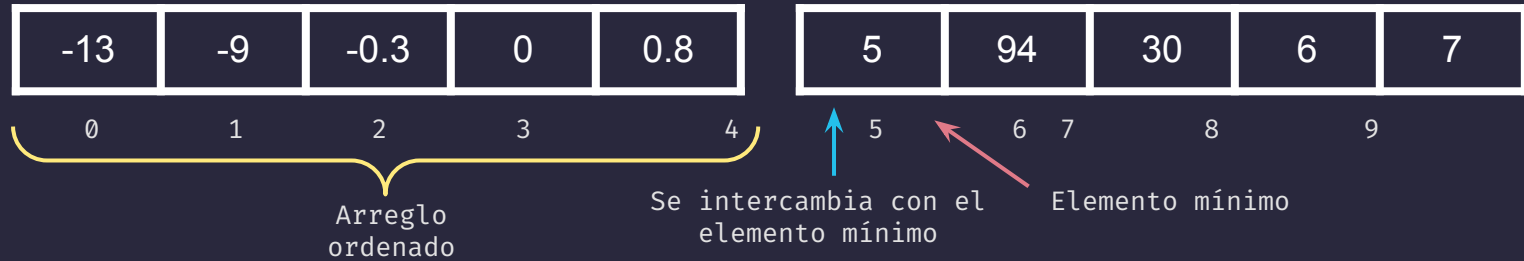 -13 -9 -0.3 0 0.8 5 94 30 6 7
0 1 2 3 4 5 6 7 8 9
Arreglo
ordenado
Se intercambia con el
elemento mínimo
Elemento mínimo